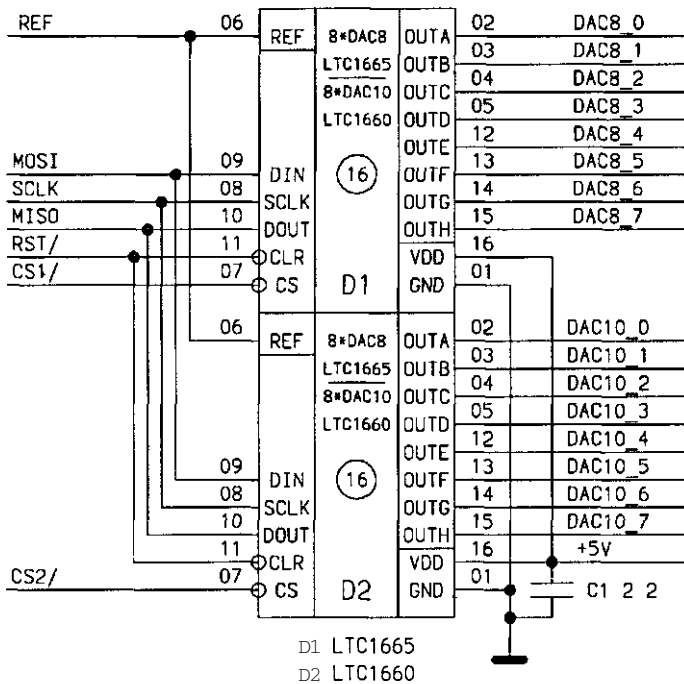 REF 06 REF 8*DAC8 OUTA 02 DAC8_0
LTC1665 OUTB 03 DAC8_1
8*DAC10 OUTC 04 DAC8_2
LTC1660 OUTD 05 DAC8_3
OUTE 12 DAC8_4
MOSI 09 DIN 16 OUTF 13 DAC8_5
SCLK 08 SCLK OUTG 14 DAC8_6
MISO 10 DOUT OUTH 15 DAC8_7
RST/ 11 CLR VDD 16
CS1/ 07 CS D1 GND 01
06 REF 8*DAC8 OUTA 02 DAC10_0
LTC1665 OUTB 03 DAC10_1
8*DAC10 OUTC 04 DAC10_2
LTC1660 OUTD 05 DAC10_3
OUTE 12 DAC10_4
09 DIN 16 OUTF 13 DAC10_5
08 SCLK OUTG 14 DAC10_6
10 DOUT OUTH 15 DAC10_7
11 CLR VDD 16 +5V
CS2/ 07 CS D2 GND 01 C1 2 2
D1 LTC1665
D2 LTC1660